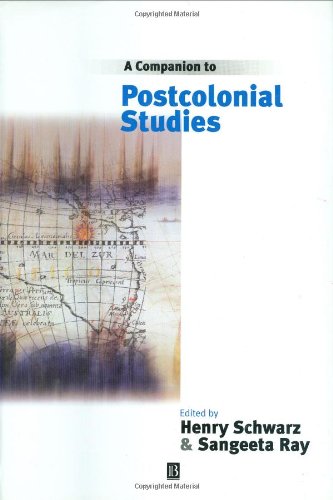 A Companion to
Postcolonial
Studies
MAR DEL ZUR
Edited by
Henry Schwarz
& Sangeeta Ray
B